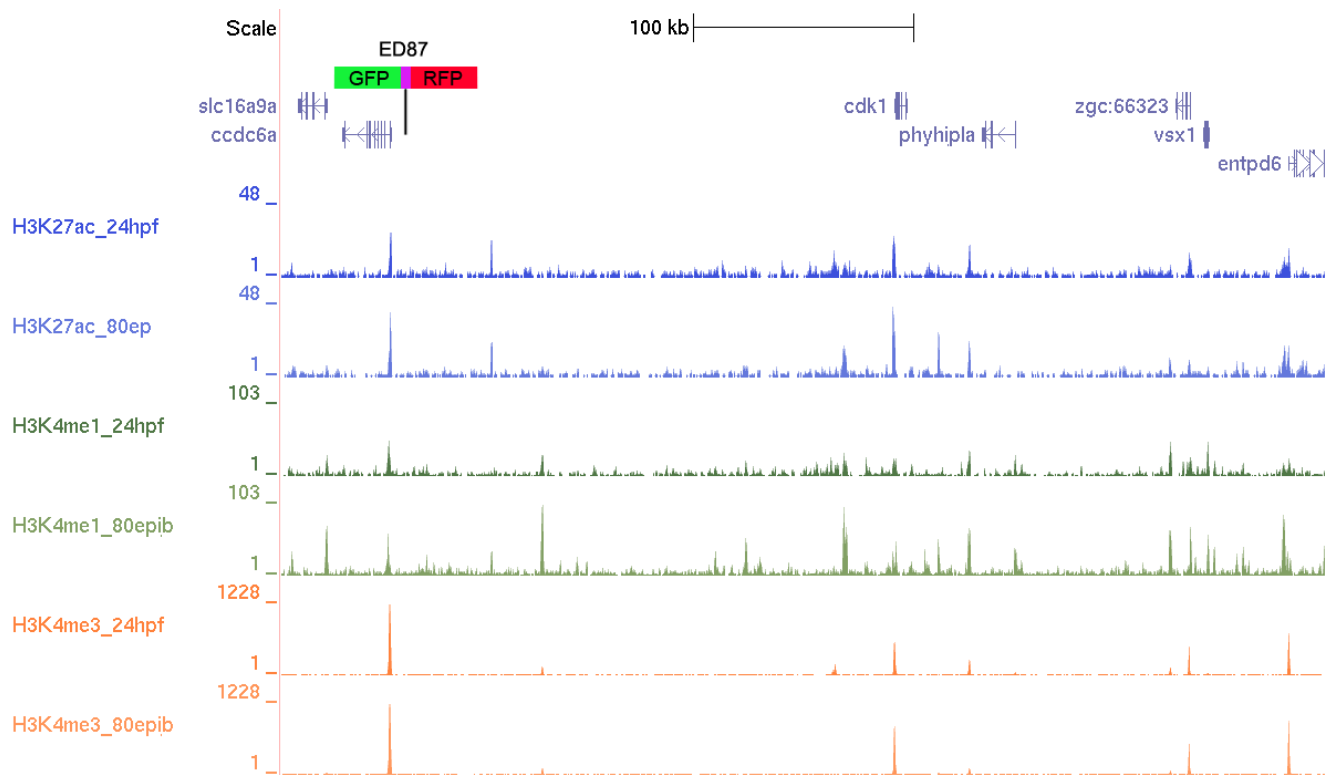 Scale 100 kb
ED87
GFP RFP
slc16a9a cdk1 zgc:66323
ccdc6a phyhipla vsx1
entpd6
48
H3K27ac_24hpf
1
48
H3K27ac_80ep
1
103
H3K4me1_24hpf
1
103
H3K4me1_80epib
1
1228
H3K4me3_24hpf
1
1228
H3K4me3_80epib
1